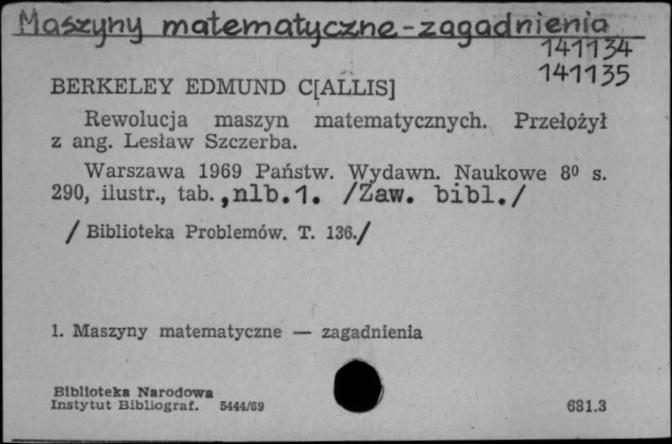 Maszyny matematyczne-zagadnienia
141134
141135
BERKELEY EDMUND C[ALLIS]
Rewolucja maszyn matematycznych. Przełożył
z ang. Lesław Szczerba.
Warszawa 1969 Państw. Wydawn. Naukowe 8⁰ s.
290, ilustr., tab.,nlb.1. /Zaw. bibl./
/ Biblioteka Problemów. T. 136./
1. Maszyny matematyczne — zagadnienia
Biblioteka Narodowa
Instytut Bibliograf. 5444/69
681.3